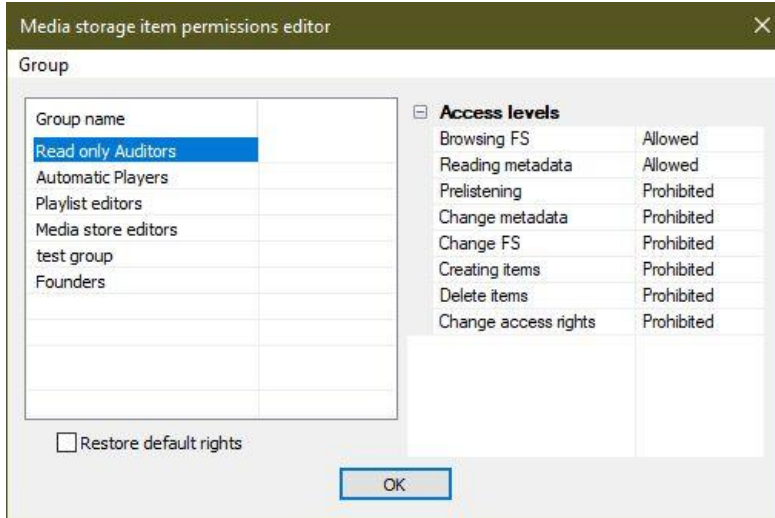 Media storage item permissions editor
Group
Group name
Read only Auditors
Automatic Players
Playlist editors
Media store editors
test group
Founders
Restore default rights
Access levels
Browsing FS Allowed
Reading metadata Allowed
Prelistening Prohibited
Change metadata Prohibited
Change FS Prohibited
Creating items Prohibited
Delete items Prohibited
Change access rights Prohibited
OK